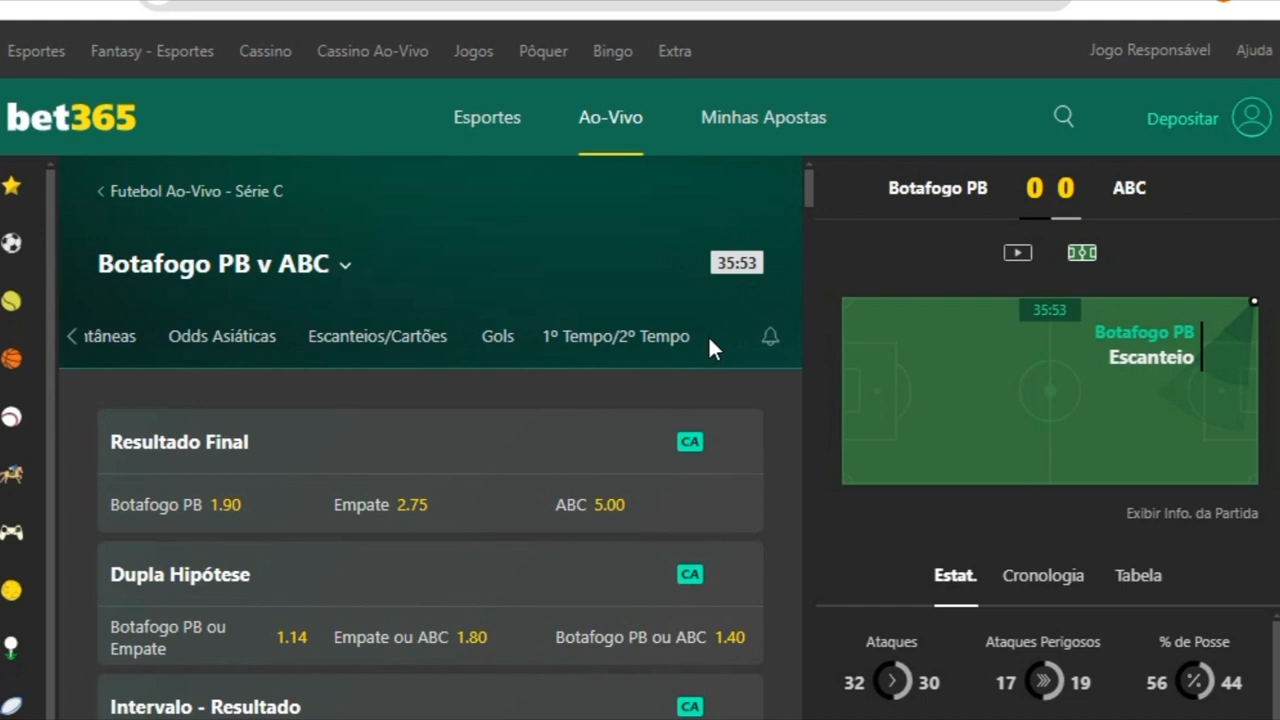 Esportes Fantasy - Esportes Cassino Cassino Ao-Vivo Jogos Pôquer Bingo Extra Jogo Responsável Ajuda
bet365 Esportes Ao-Vivo Minhas Apostas Depositar
Futebol Ao-Vivo - Série C
Botafogo PB v ABC 35:53
ntâneas Odds Asiáticas Escanteios/Cartões Gols 1º Tempo/2º Tempo
Resultado Final CA
Botafogo PB 1.90 Empate 2.75 ABC 5.00
Dupla Hipótese CA
Botafogo PB ou
Empate 1.14 Empate ou ABC 1.80 Botafogo PB ou ABC 1.40
Intervalo - Resultado CA
Botafogo PB 0 0 ABC
35:53
Botafogo PB
Escanteio
Exibir Info. da Partida
Estat. Cronologia Tabela
Ataques Ataques Perigosos % de Posse
32 30 17 19 56 44